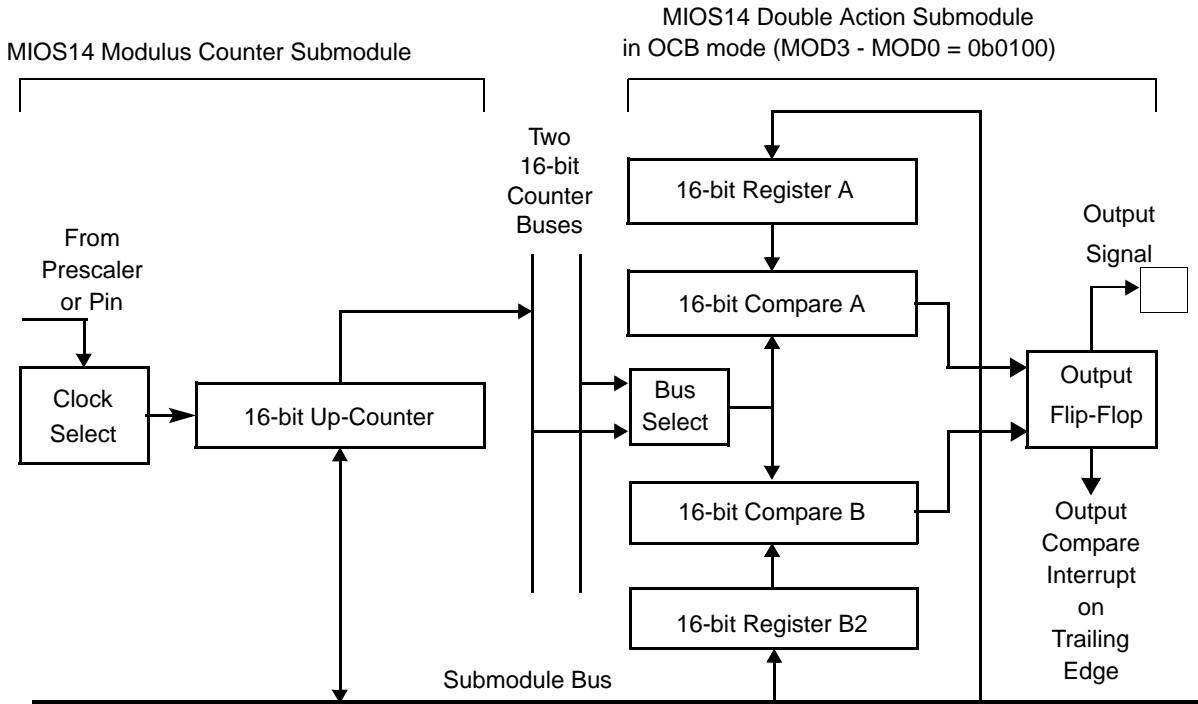 MIOS14 Modulus Counter Submodule
MIOS14 Double Action Submodule
in OCB mode (MOD3 - MOD0 = 0b0100)
Two
16-bit
Counter
Buses
16-bit Register A
Output
Signal
From
Prescaler
or Pin
16-bit Compare A
Clock
Select
16-bit Up-Counter
Bus
Select
Output
Flip-Flop
16-bit Compare B
Output
Compare
Interrupt
on
Trailing
Edge
16-bit Register B2
Submodule Bus